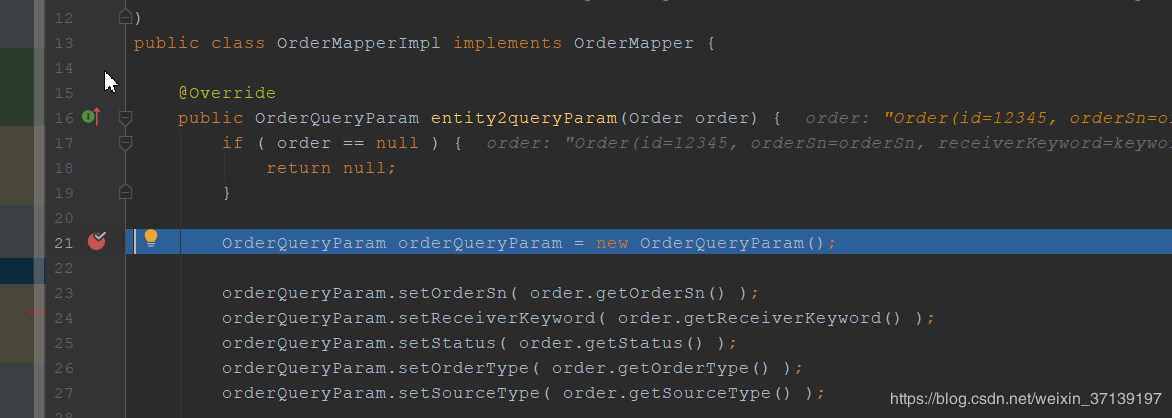 12 )
13 public class OrderMapperImpl implements OrderMapper {
14
15 @Override
16 public OrderQueryParam entity2queryParam(Order order) { order: "Order(id=12345, orderSn=o
17 if ( order == null ) { order: "Order(id=12345, orderSn=orderSn, receiverKeyword=keywo
18 return null;
19 }
20
21 OrderQueryParam orderQueryParam = new OrderQueryParam();
22
23 orderQueryParam.setOrderSn( order.getOrderSn() );
24 orderQueryParam.setReceiverKeyword( order.getReceiverKeyword() );
25 orderQueryParam.setStatus( order.getStatus() );
26 orderQueryParam.setOrderType( order.getOrderType() );
27 orderQueryParam.setSourceType( order.getSourceType() );
https://blog.csdn.net/weixin_37139197